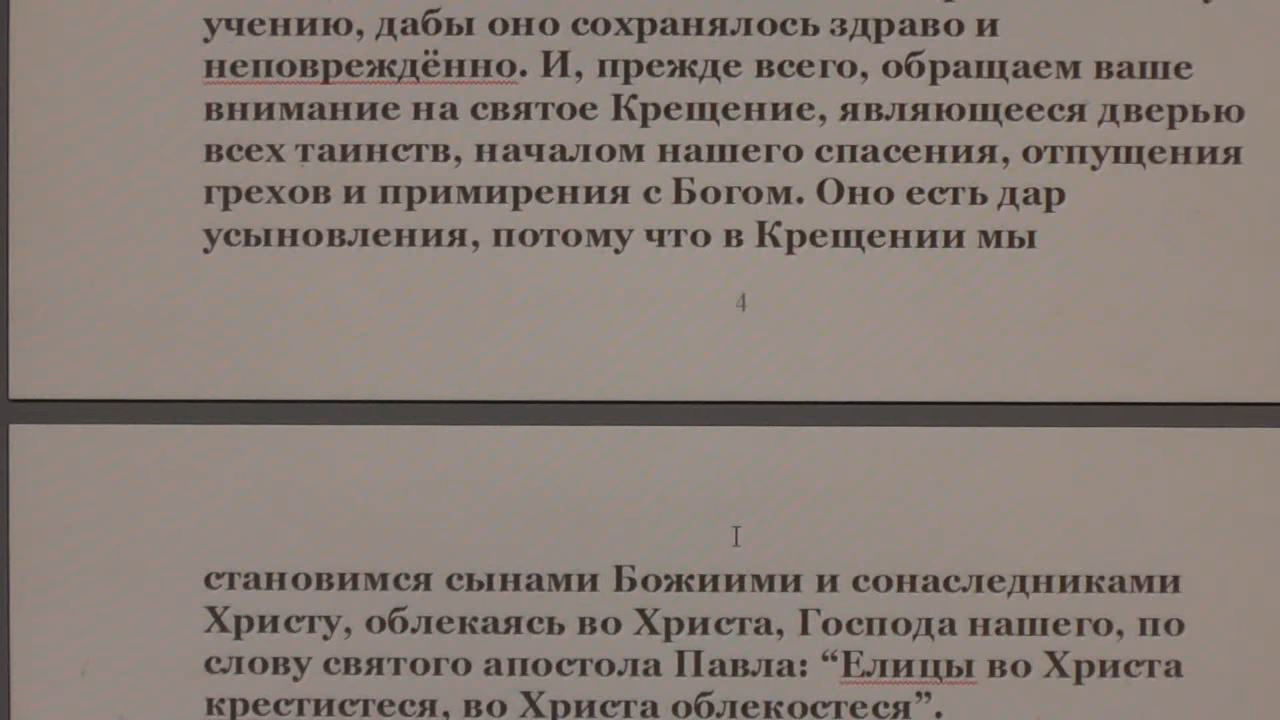 учению, дабы оно сохранялось здраво и
неповреждённо. И, прежде всего, обращаем ваше
внимание на святое Крещение, являющееся дверью
всех таинств, началом нашего спасения, отпущения
грехов и примирения с Богом. Оно есть дар
усыновления, потому что в Крещении мы
4
становимся сынами Божиими и сонаследниками
Христу, облекаясь во Христа, Господа нашего, по
слову святого апостола Павла: “Елицы во Христа
крестистеся, во Христа облекостеся”.